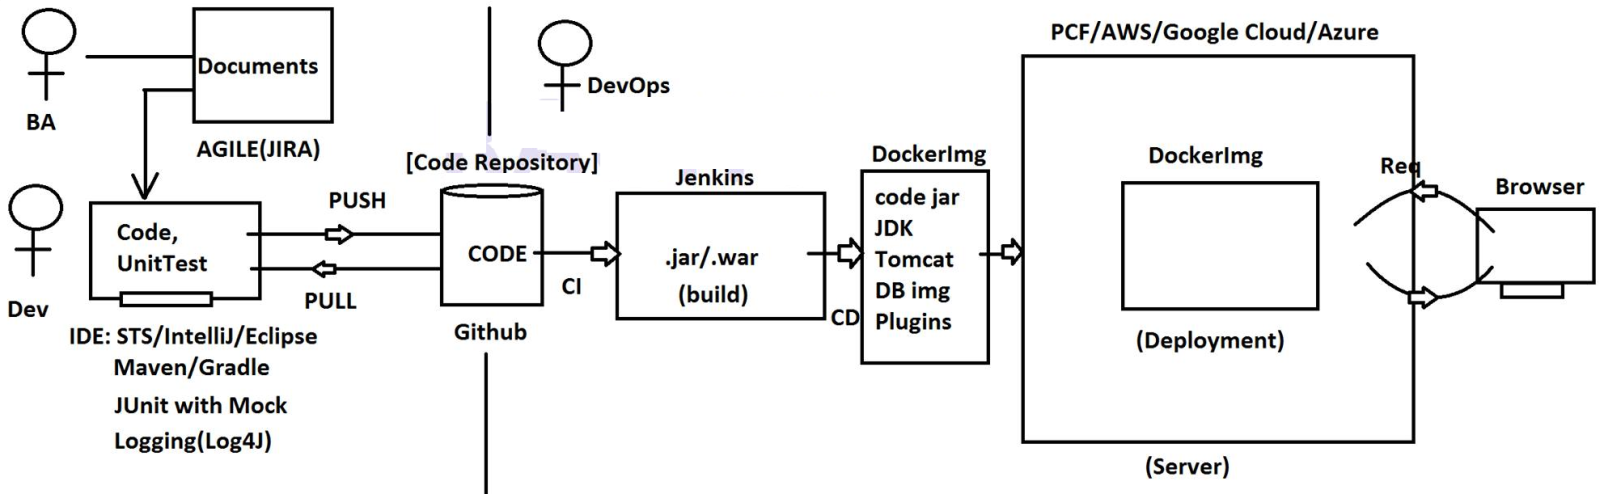 BA
Documents
AGILE(JIRA)
Dev
Code,
UnitTest
IDE: STS/IntelliJ/Eclipse
Maven/Gradle
JUnit with Mock
Logging(Log4J)
PUSH
PULL
DevOps
[Code Repository]
CODE
Github
CI
Jenkins
.jar/.war
(build)
CD
DockerImg
code jar
JDK
Tomcat
DB img
Plugins
PCF/AWS/Google Cloud/Azure
DockerImg
(Deployment)
(Server)
Req
Browser